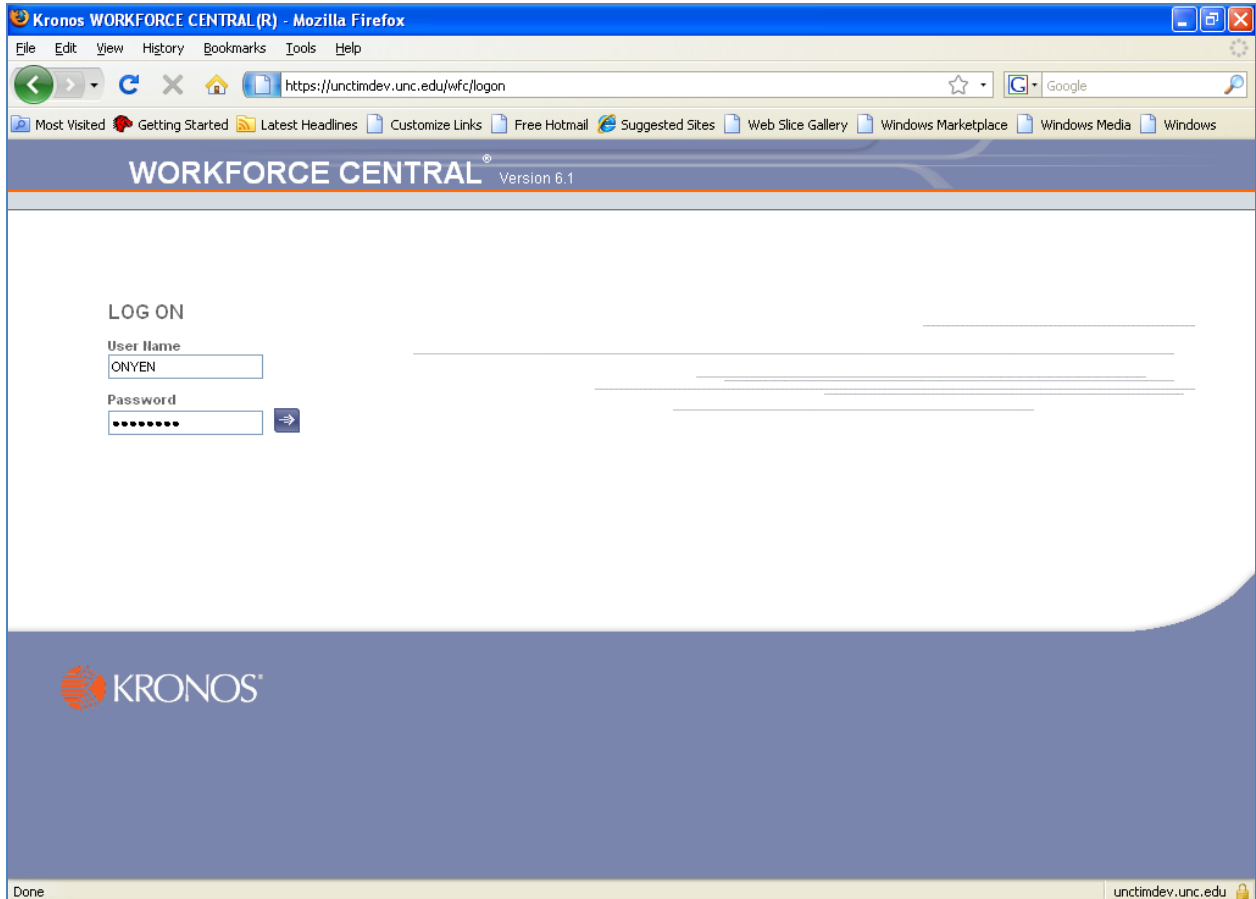 Kronos WORKFORCE CENTRAL(R) - Mozilla Firefox
File Edit View History Bookmarks Tools Help
https://unctimdev.unc.edu/wfc/logon G Google
Most Visited Getting Started Latest Headlines Customize Links Free Hotmail Suggested Sites Web Slice Gallery Windows Marketplace Windows Media Windows
WORKFORCE CENTRAL® Version 6.1
LOG ON
User Name
ONYEN
Password
••••••••
KRONOS®
Done unctimdev.unc.edu